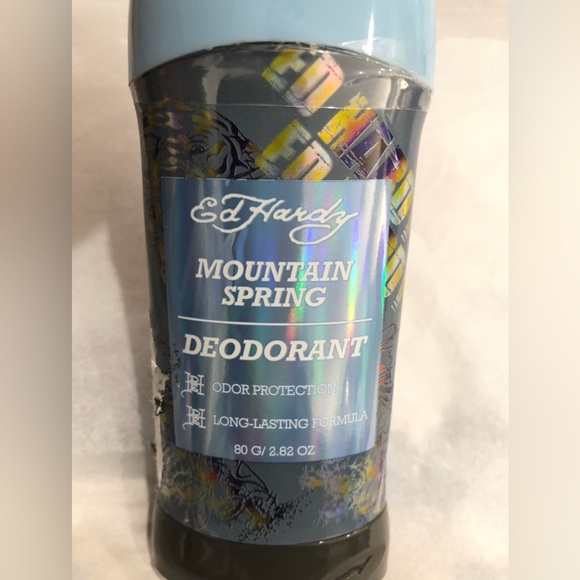 Ed Hardy
MOUNTAIN
SPRING
DEODORANT
ODOR PROTECTION
LONG-LASTING FORMULA
80 G/ 2.82 OZ